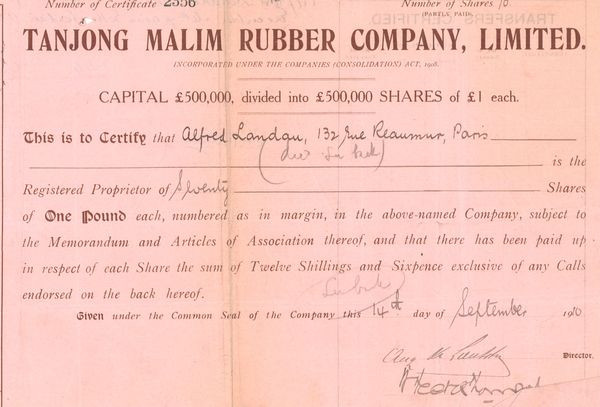 Number of Certificate 2356
Number of Shares 70
(PARTLY PAID)
TRANSFERS CERTIFIED
TANJONG MALIM RUBBER COMPANY, LIMITED.
INCORPORATED UNDER THE COMPANIES (CONSOLIDATION) ACT, 1908.
CAPITAL £500,000, divided into £500,000 SHARES of £1 each.
This is to Certify that Alfred Landau, 132 Rue Reaumur, Paris
is the
Registered Proprietor of Seventy Shares
of One Pound each, numbered as in margin, in the above-named Company, subject to
the Memorandum and Articles of Association thereof, and that there has been paid up
in respect of each Share the sum of Twelve Shillings and Sixpence exclusive of any Calls
endorsed on the back hereof.
Given under the Common Seal of the Company this 14th day of September 1910
Director.